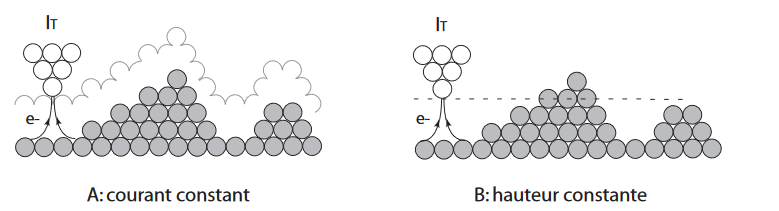 IT
IT
e-
e-
A: courant constant
B: hauteur constante